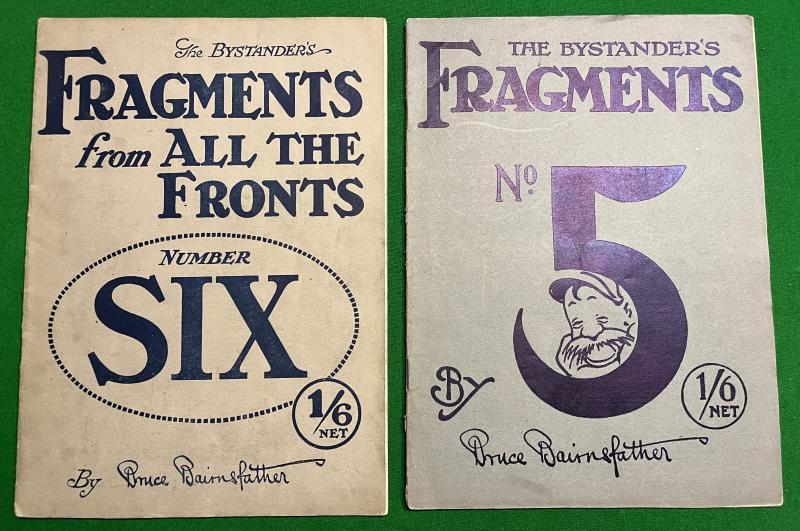 The BYSTANDER'S
FRAGMENTS
from ALL THE
FRONTS
NUMBER
SIX
1/6
NET
By Bruce Bairnsfather
THE BYSTANDER'S
FRAGMENTS
No
5
By
1/6
NET
Bruce Bairnsfather